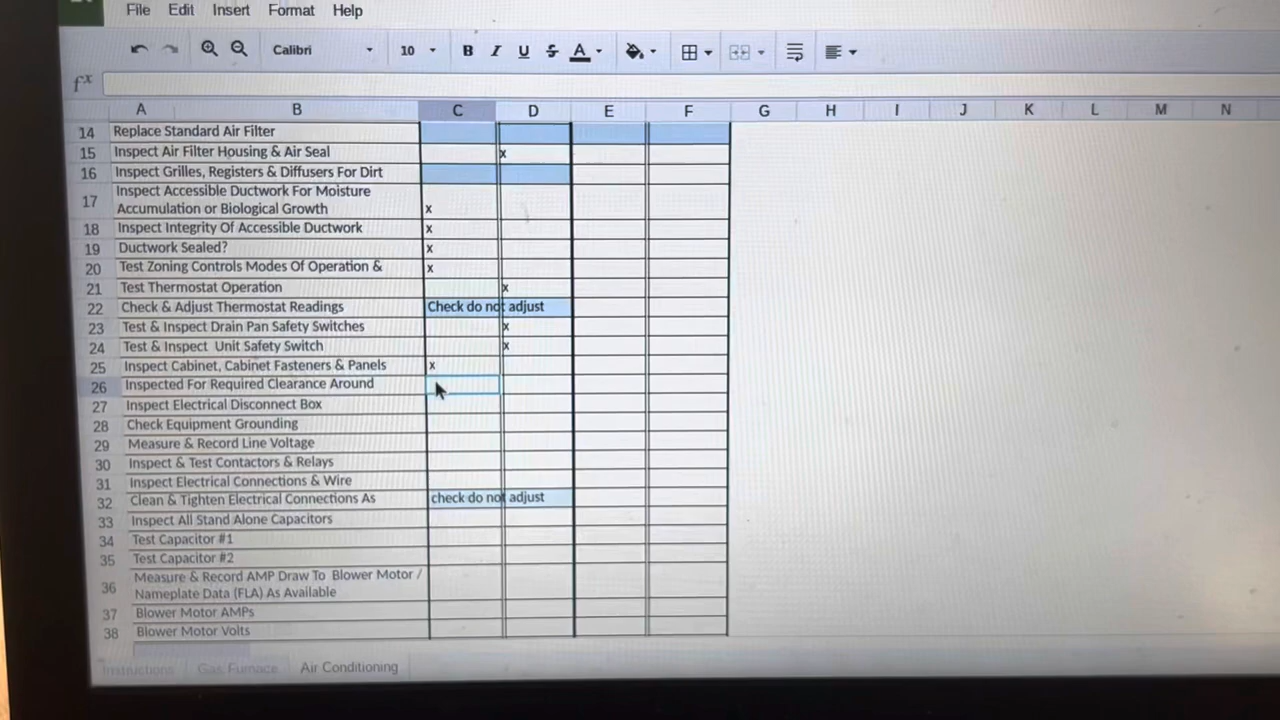 File Edit Insert Format Help
Calibri 10 B I U S A
fx
A B C D E F G H I J K L M N
14 Replace Standard Air Filter
15 Inspect Air Filter Housing & Air Seal x
16 Inspect Grilles, Registers & Diffusers For Dirt
17 Inspect Accessible Ductwork For Moisture
Accumulation or Biological Growth x
18 Inspect Integrity Of Accessible Ductwork x
19 Ductwork Sealed? x
20 Test Zoning Controls Modes Of Operation & x
21 Test Thermostat Operation x
22 Check & Adjust Thermostat Readings Check do not adjust
23 Test & Inspect Drain Pan Safety Switches x
24 Test & Inspect Unit Safety Switch x
25 Inspect Cabinet, Cabinet Fasteners & Panels x
26 Inspected For Required Clearance Around
27 Inspect Electrical Disconnect Box
28 Check Equipment Grounding
29 Measure & Record Line Voltage
30 Inspect & Test Contactors & Relays
31 Inspect Electrical Connections & Wire
32 Clean & Tighten Electrical Connections As check do not adjust
33 Inspect All Stand Alone Capacitors
34 Test Capacitor #1
35 Test Capacitor #2
36 Measure & Record AMP Draw To Blower Motor /
Nameplate Data (FLA) As Available
37 Blower Motor AMPs
38 Blower Motor Volts
Instructions Gas Furnace Air Conditioning